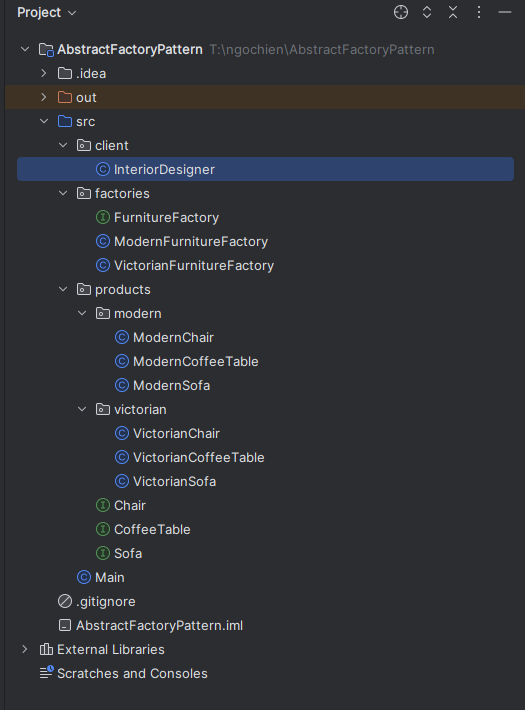 Project
AbstractFactoryPattern T:\ngochien\AbstractFactoryPattern
.idea
out
src
client
InteriorDesigner
factories
FurnitureFactory
ModernFurnitureFactory
VictorianFurnitureFactory
products
modern
ModernChair
ModernCoffeeTable
ModernSofa
victorian
VictorianChair
VictorianCoffeeTable
VictorianSofa
Chair
CoffeeTable
Sofa
Main
.gitignore
AbstractFactoryPattern.iml
External Libraries
Scratches and Consoles